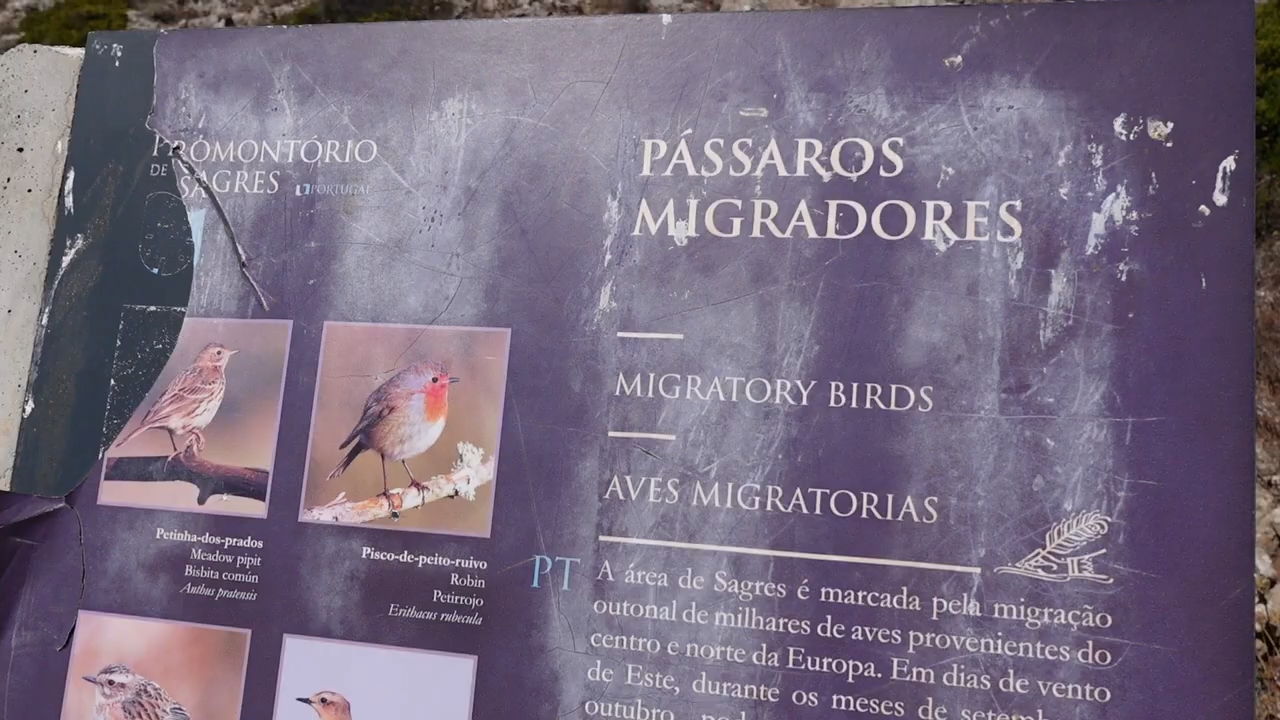 PROMONTÓRIO
DE SAGRES
PORTUGAL
PÁSSAROS
MIGRADORES
MIGRATORY BIRDS
AVES MIGRATORIAS
Petinha-dos-prados
Meadow pipit
Bisbita común
Anthus pratensis
Pisco-de-peito-ruivo
Robin
Petirrojo
Erithacus rubecula
PT
A área de Sagres é marcada pela migração
outonal de milhares de aves provenientes do
centro e norte da Europa. Em dias de vento
de Este, durante os meses de
outubro